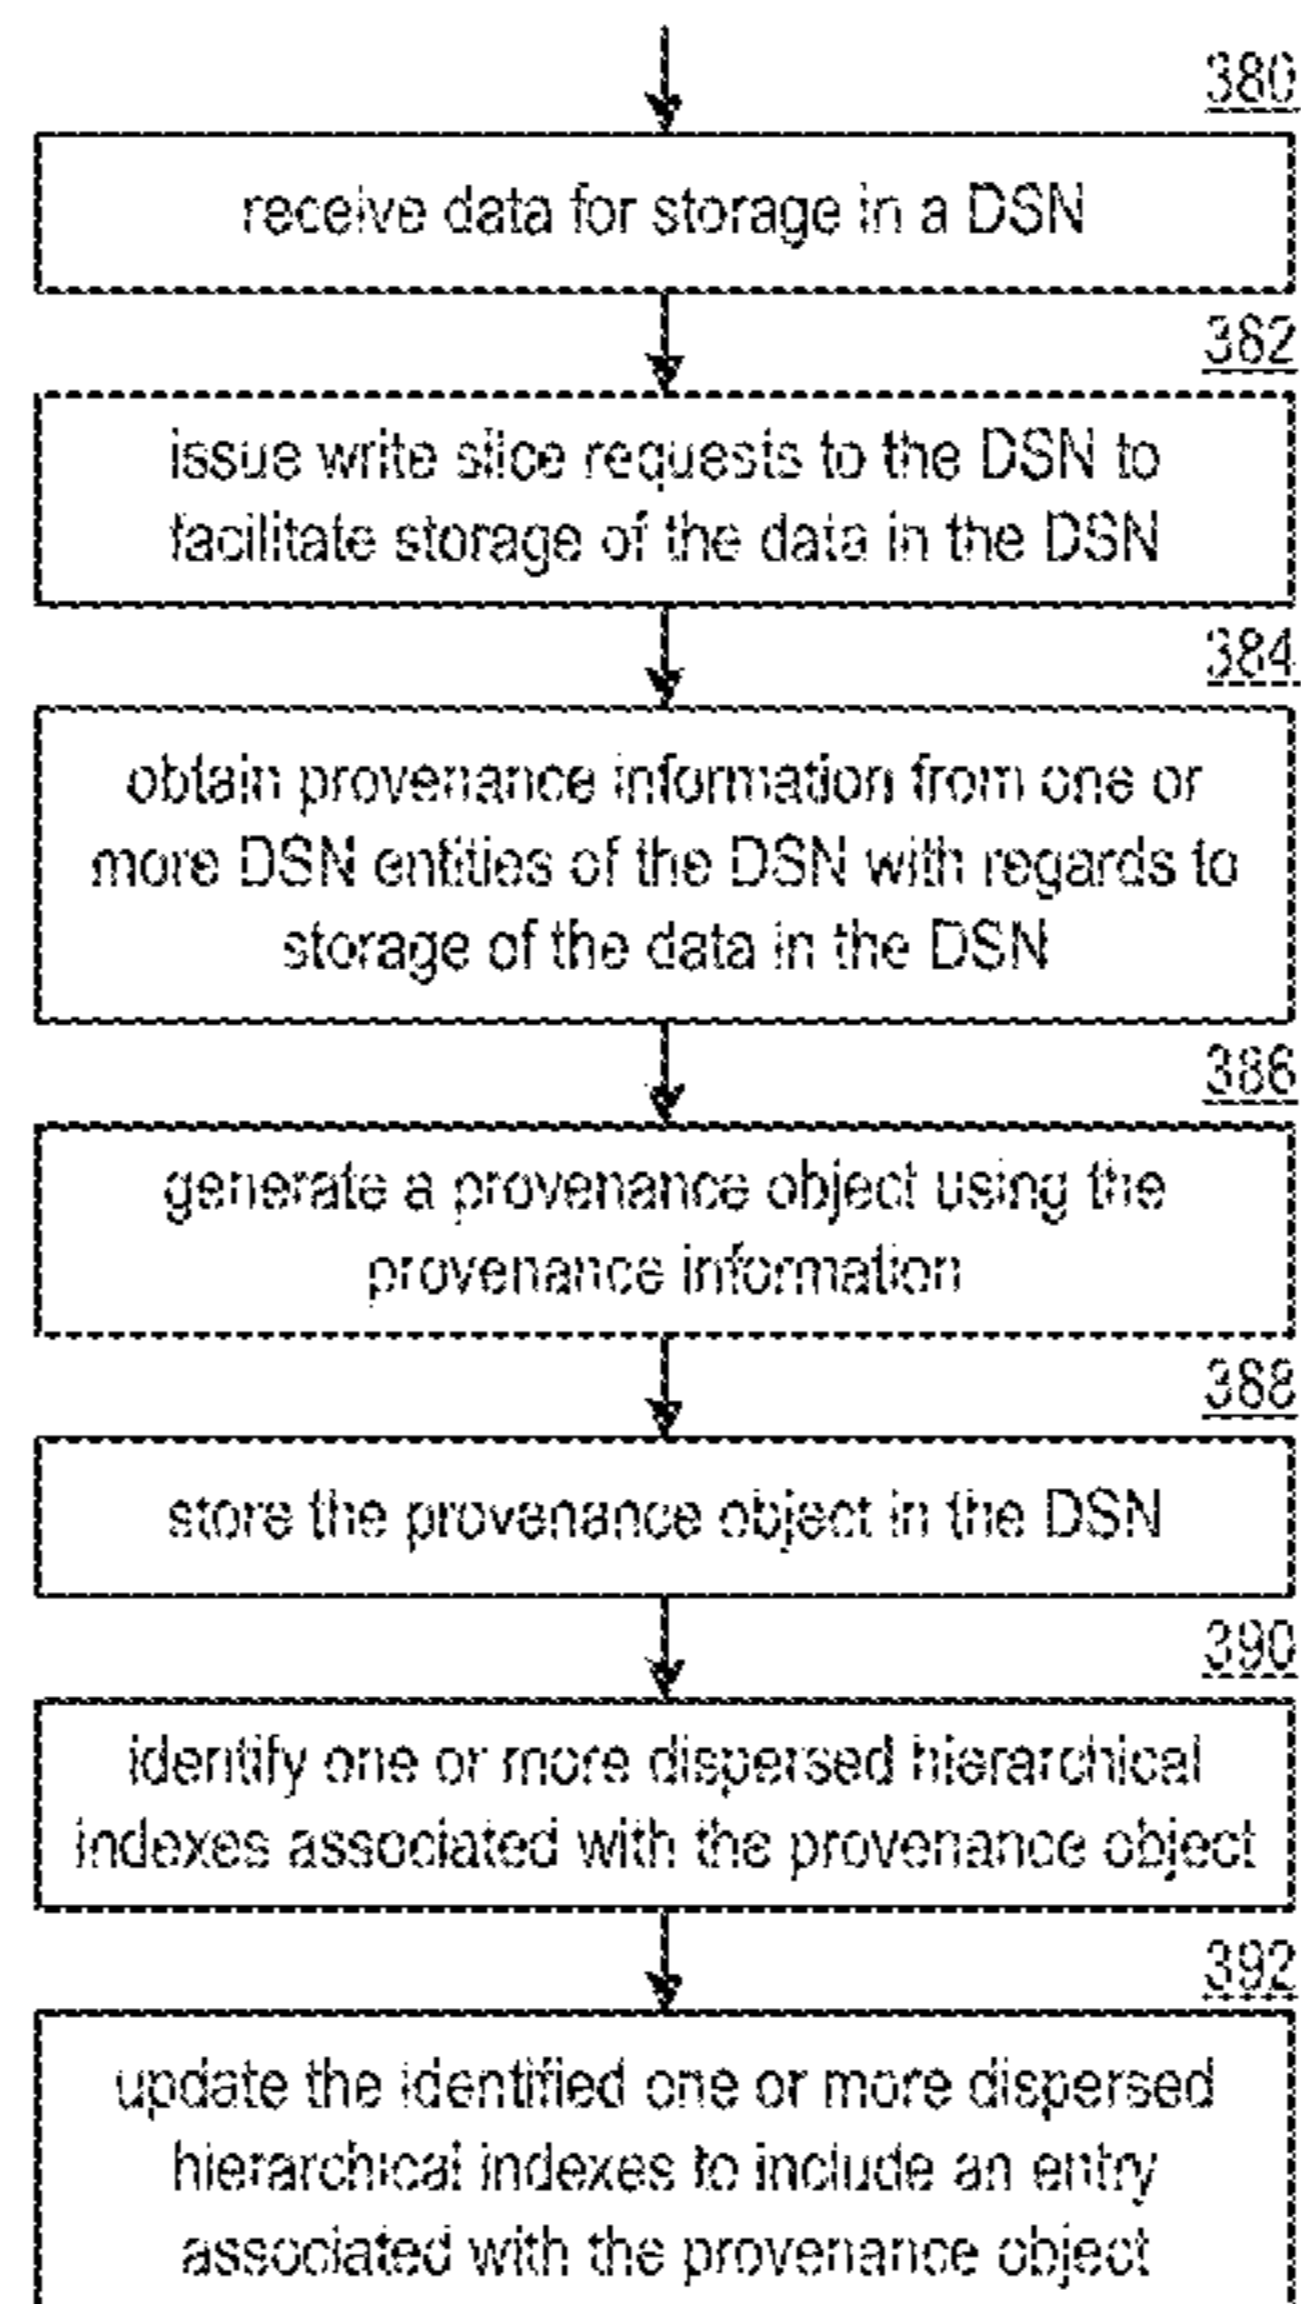 380
receive data for storage in a DSN
382
issue write slice requests to the DSN to
facilitate storage of the data in the DSN
384
obtain provenance information from one or
more DSN entities of the DSN with regards to
storage of the data in the DSN
386
generate a provenance object using the
provenance information
388
store the provenance object in the DSN
390
identify one or more dispersed hierarchical
indexes associated with the provenance object
392
update the identified one or more dispersed
hierarchical indexes to include an entry
associated with the provenance object